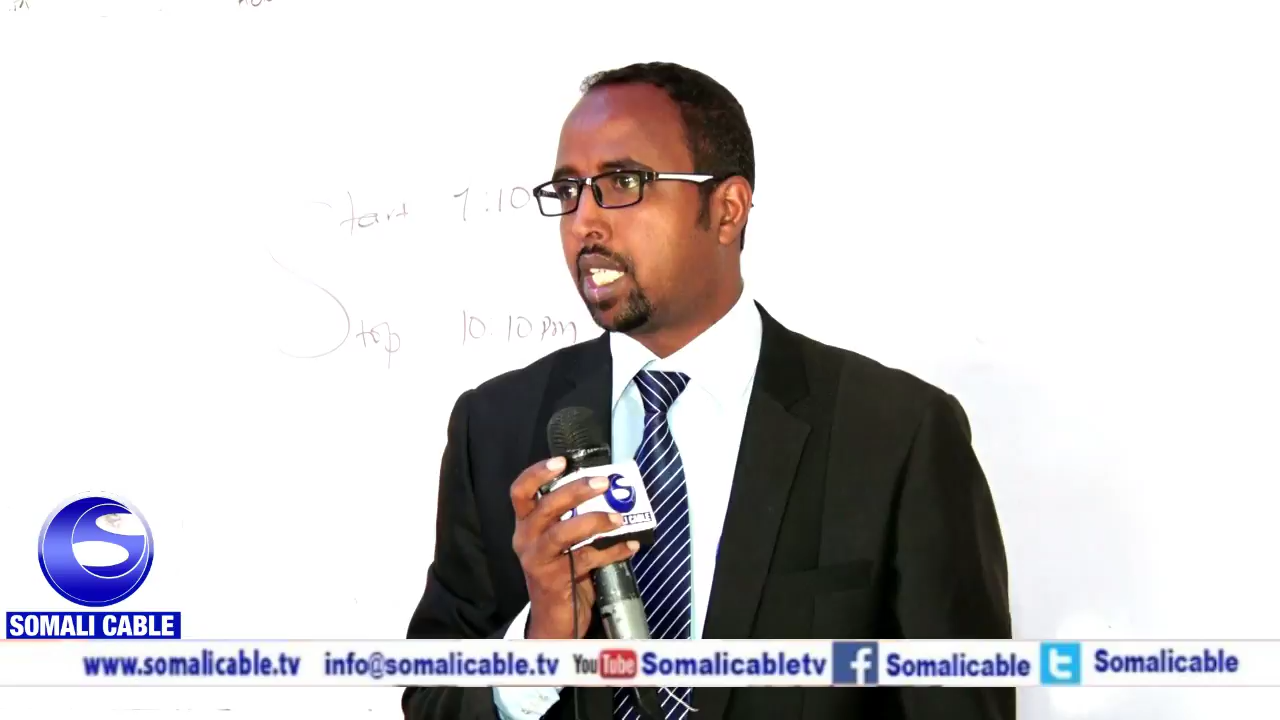 Start 7:10
Stop 10:10 pm
CABLE
SOMALI CABLE
www.somalicable.tv info@somalicable.tv YouTube Somalicabletv f Somalicable t Somalicable